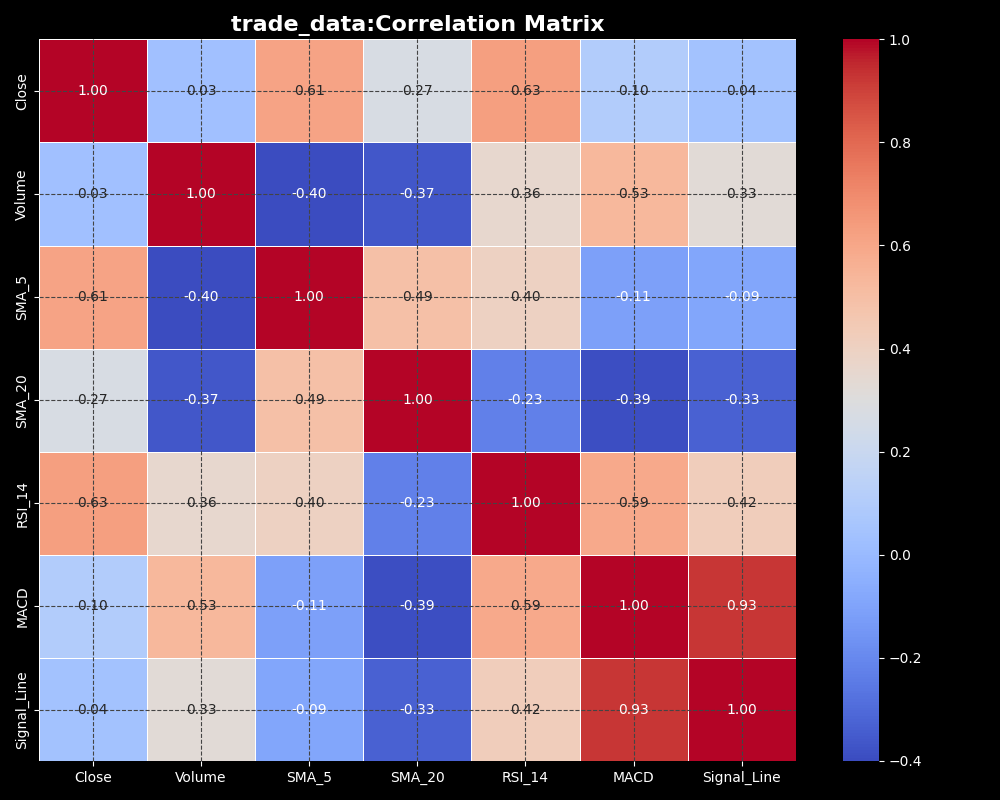 trade_data:Correlation Matrix
Close 1.00 0.03 0.61 0.27 0.63 0.10 0.04
Volume 0.03 1.00 -0.40 -0.37 0.36 0.53 0.33
SMA_5 0.61 -0.40 1.00 0.49 0.40 -0.11 -0.09
SMA_20 0.27 -0.37 0.49 1.00 -0.23 -0.39 -0.33
RSI_14 0.63 0.36 0.40 -0.23 1.00 0.59 0.42
MACD 0.10 0.53 -0.11 -0.39 0.59 1.00 0.93
Signal_Line 0.04 0.33 -0.09 -0.33 0.42 0.93 1.00
Close Volume SMA_5 SMA_20 RSI_14 MACD Signal_Line
1.0
0.8
0.6
0.4
0.2
0.0
−0.2
−0.4